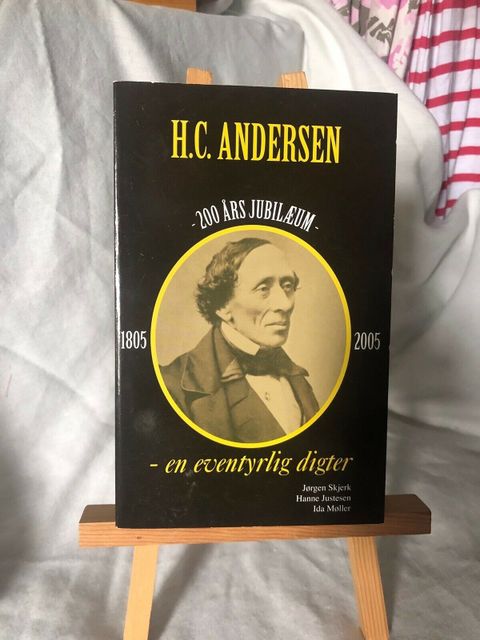 H.C. ANDERSEN
- 200 ÅRS JUBILÆUM -
1805
2005
- en eventyrlig digter
Jørgen Skjerk
Hanne Justesen
Ida Møller